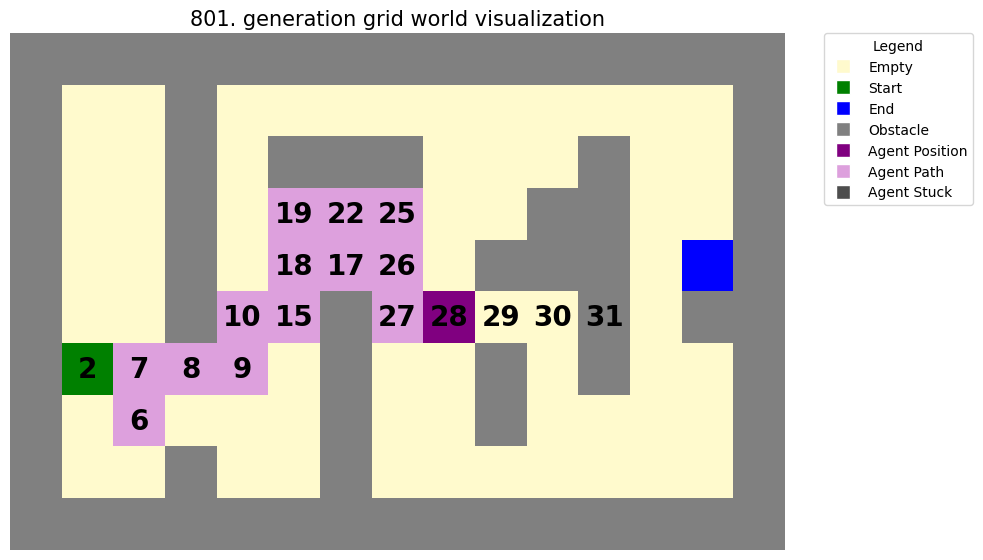 801. generation grid world visualization
Legend
Empty
Start
End
Obstacle
Agent Position
Agent Path
Agent Stuck
19 22 25
18 17 26
10 15 27 28 29 30 31
2 7 8 9
6